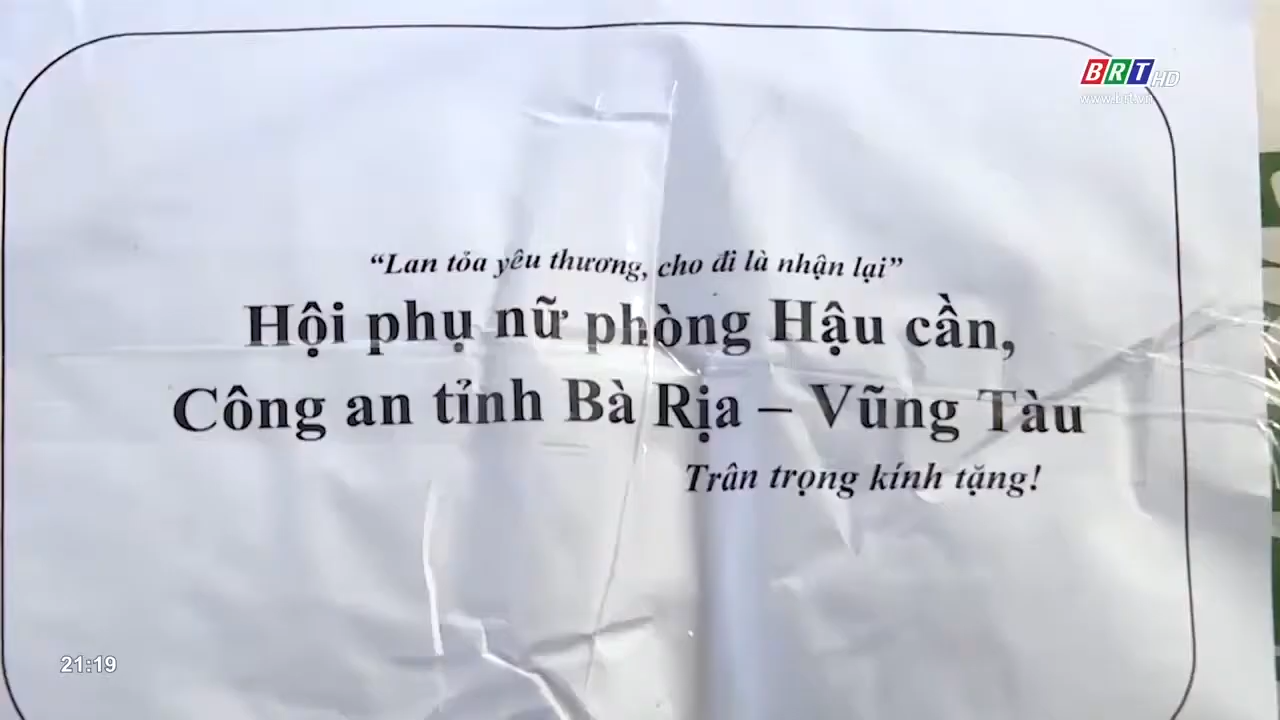 BRT HD
www.brt.vn
“Lan tỏa yêu thương, cho đi là nhận lại”
Hội phụ nữ phòng Hậu cần,
Công an tỉnh Bà Rịa – Vũng Tàu
Trân trọng kính tặng!
21:19